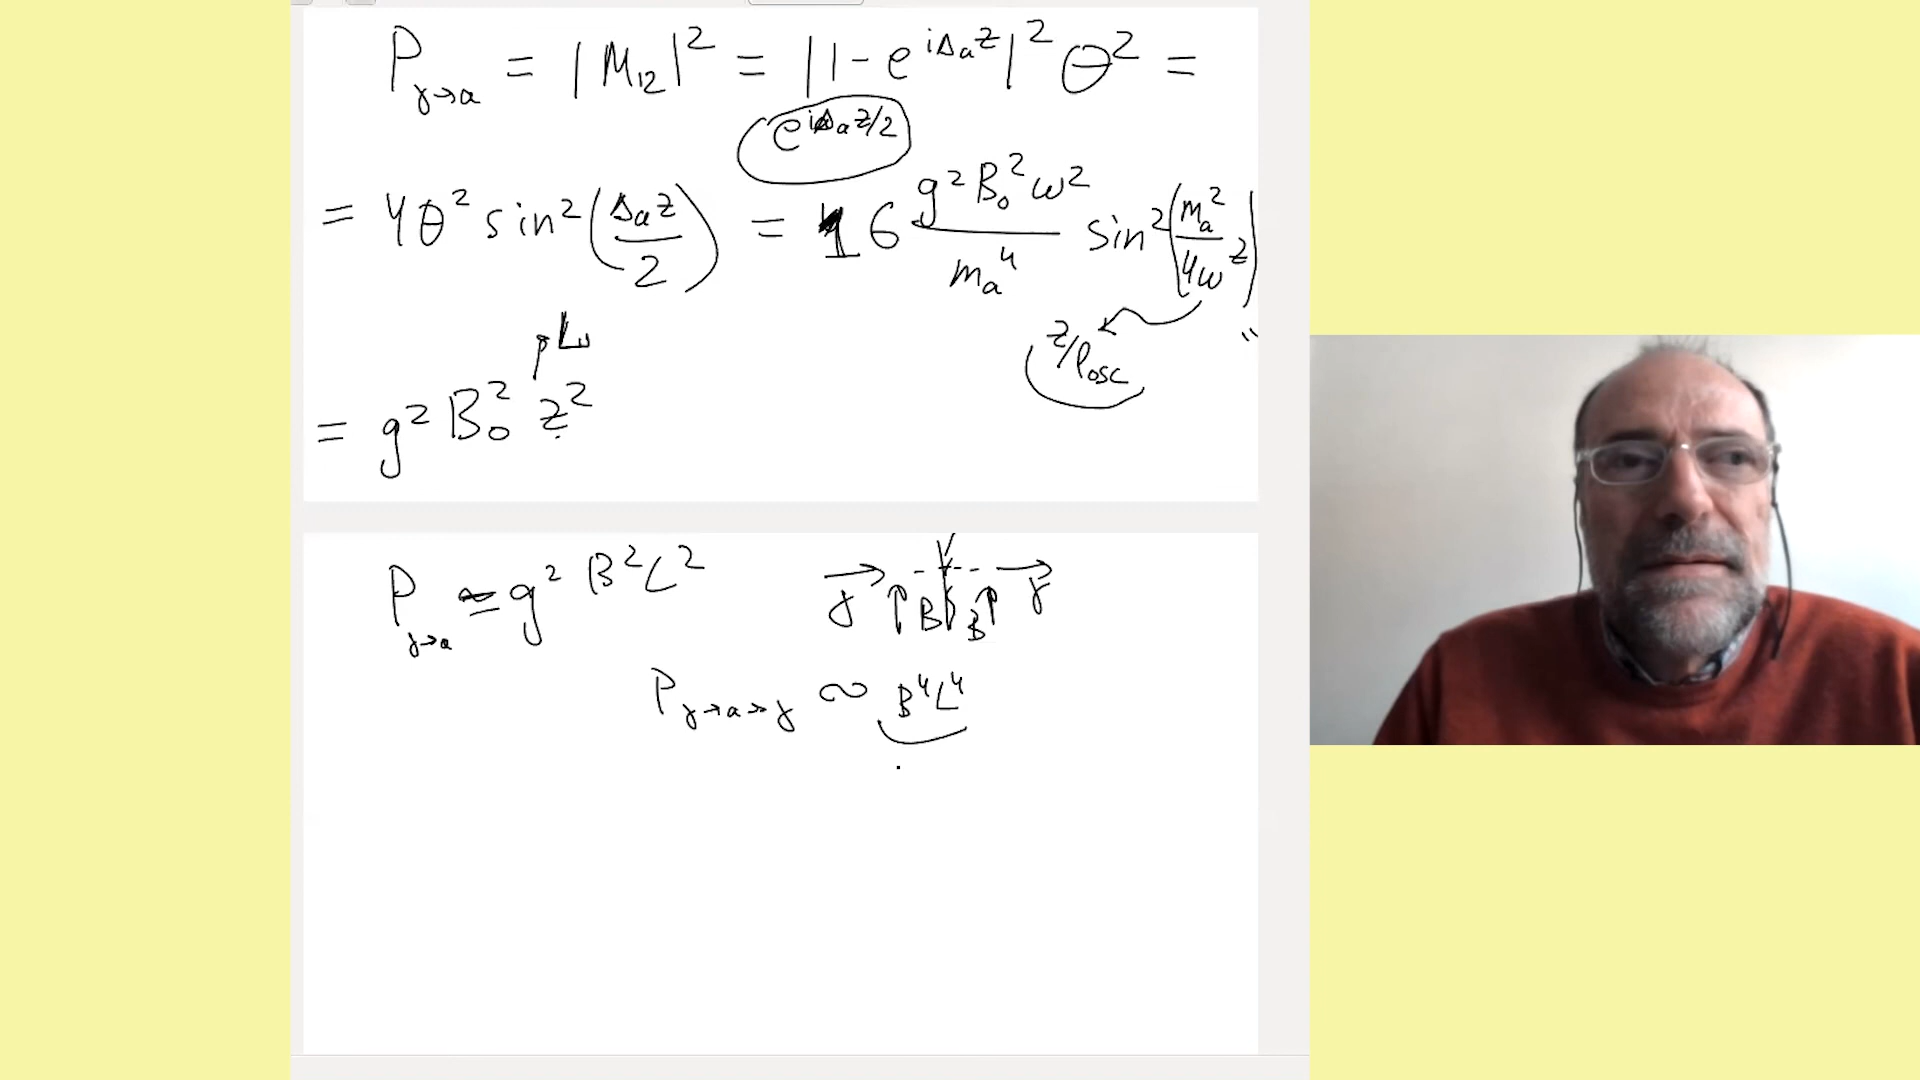 P_{γ→a} = |M_{12}|^2 = |1 - e^{iΔ_a z}|^2 θ^2 =
e^{iΔ_a z/2}
= 4θ^2 sin^2(Δ_a z / 2) = 16 g^2 B_0^2 ω^2 / m_a^4 sin^2(m_a^2 / 4ω z)
z/l_{osc}
L
= g^2 B_0^2 z^2
P_{γ→a} ≃ g^2 B^2 L^2
γ B B γ
P_{γ→a→γ} ∾ B^4 L^4